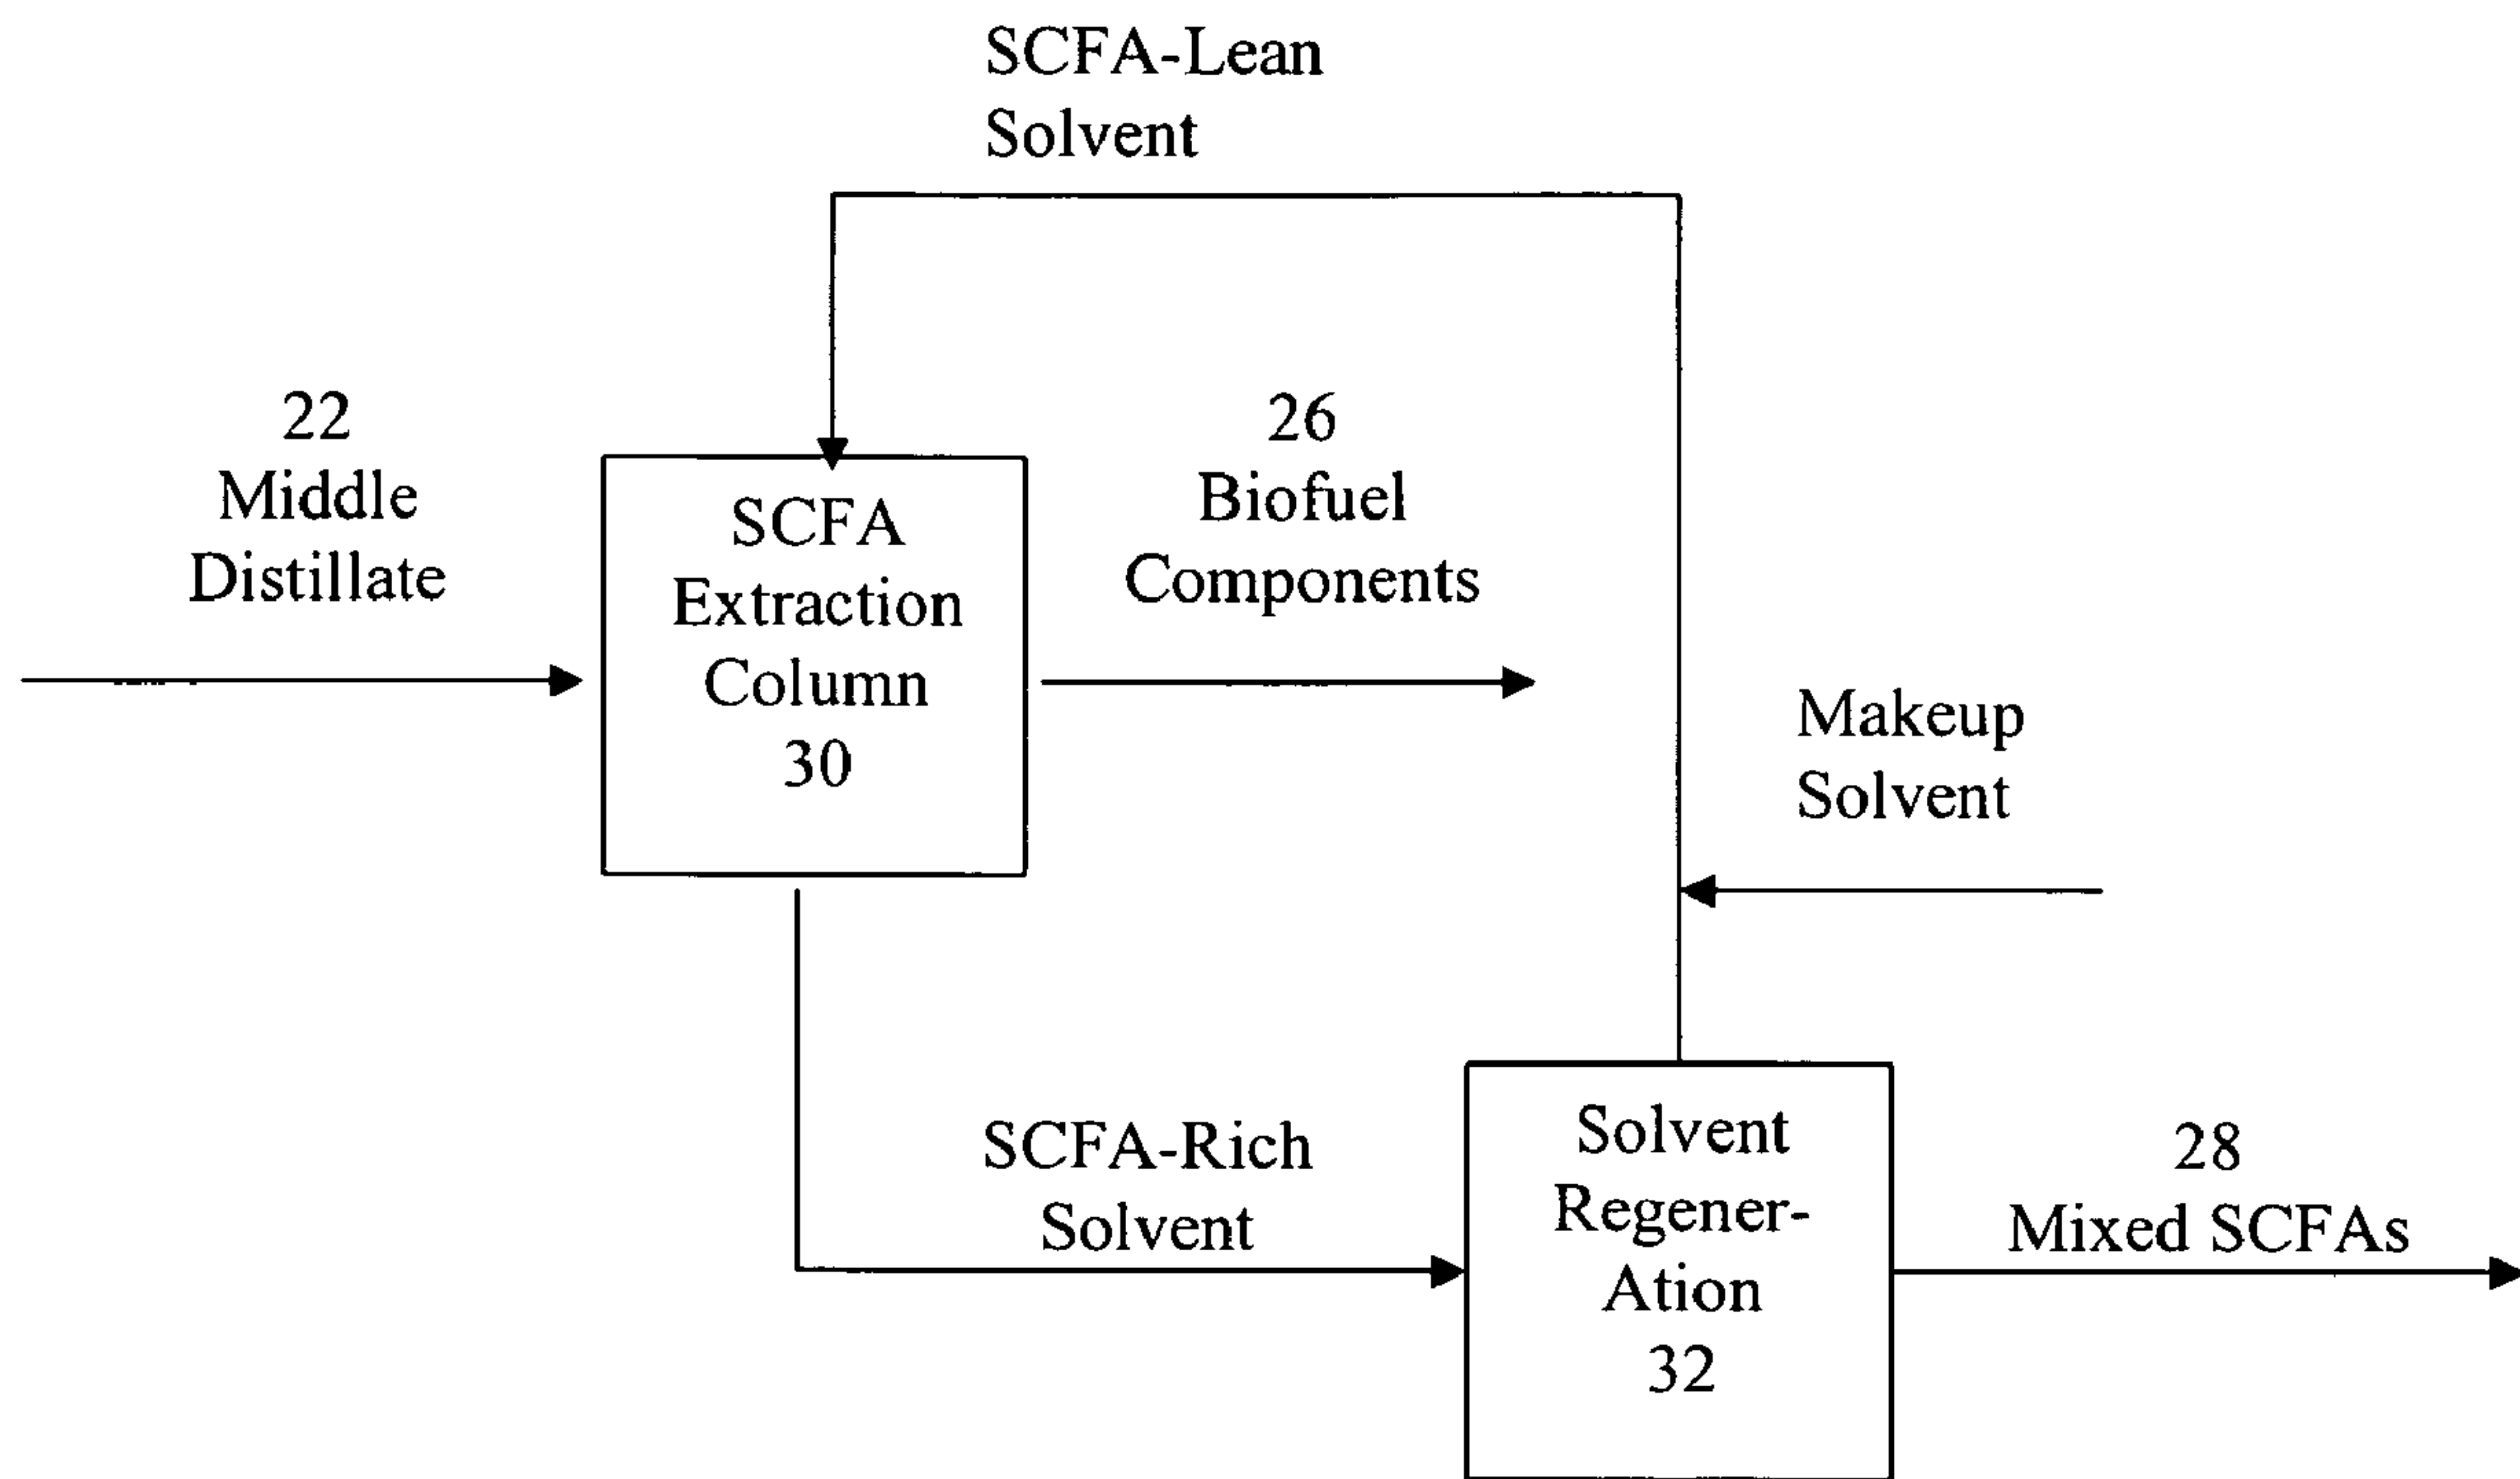 SCFA-Lean
Solvent
22
Middle
Distillate
SCFA
Extraction
Column
30
26
Biofuel
Components
Makeup
Solvent
SCFA-Rich
Solvent
Solvent
Regener-
Ation
32
28
Mixed SCFAs